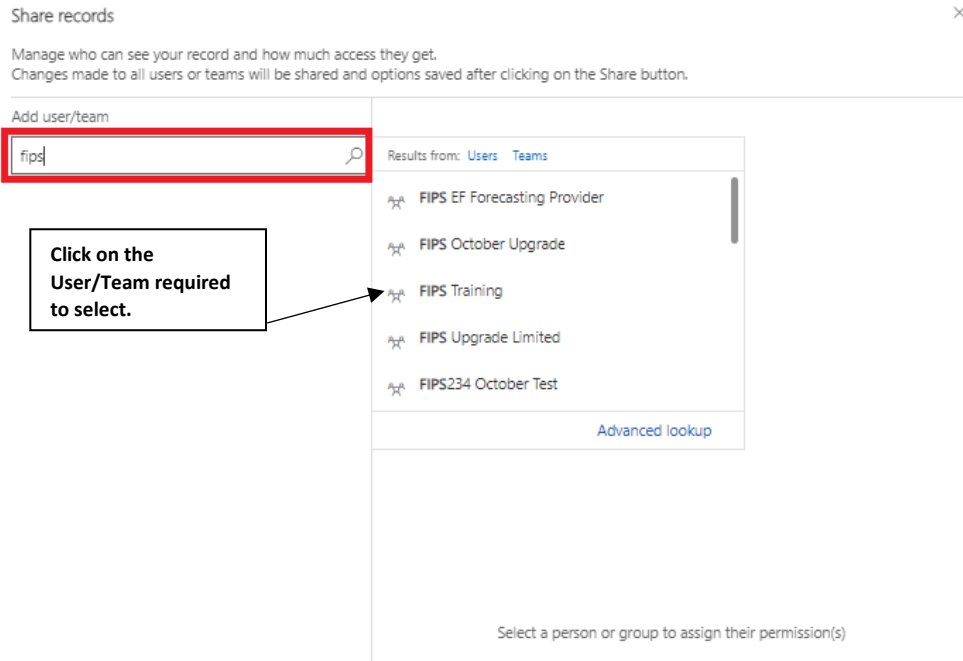 Share records
Manage who can see your record and how much access they get.
Changes made to all users or teams will be shared and options saved after clicking on the Share button.
Add user/team
fips
Results from: Users Teams
FIPS EF Forecasting Provider
FIPS October Upgrade
Click on the
User/Team required
to select.
FIPS Training
FIPS Upgrade Limited
FIPS234 October Test
Advanced lookup
Select a person or group to assign their permission(s)